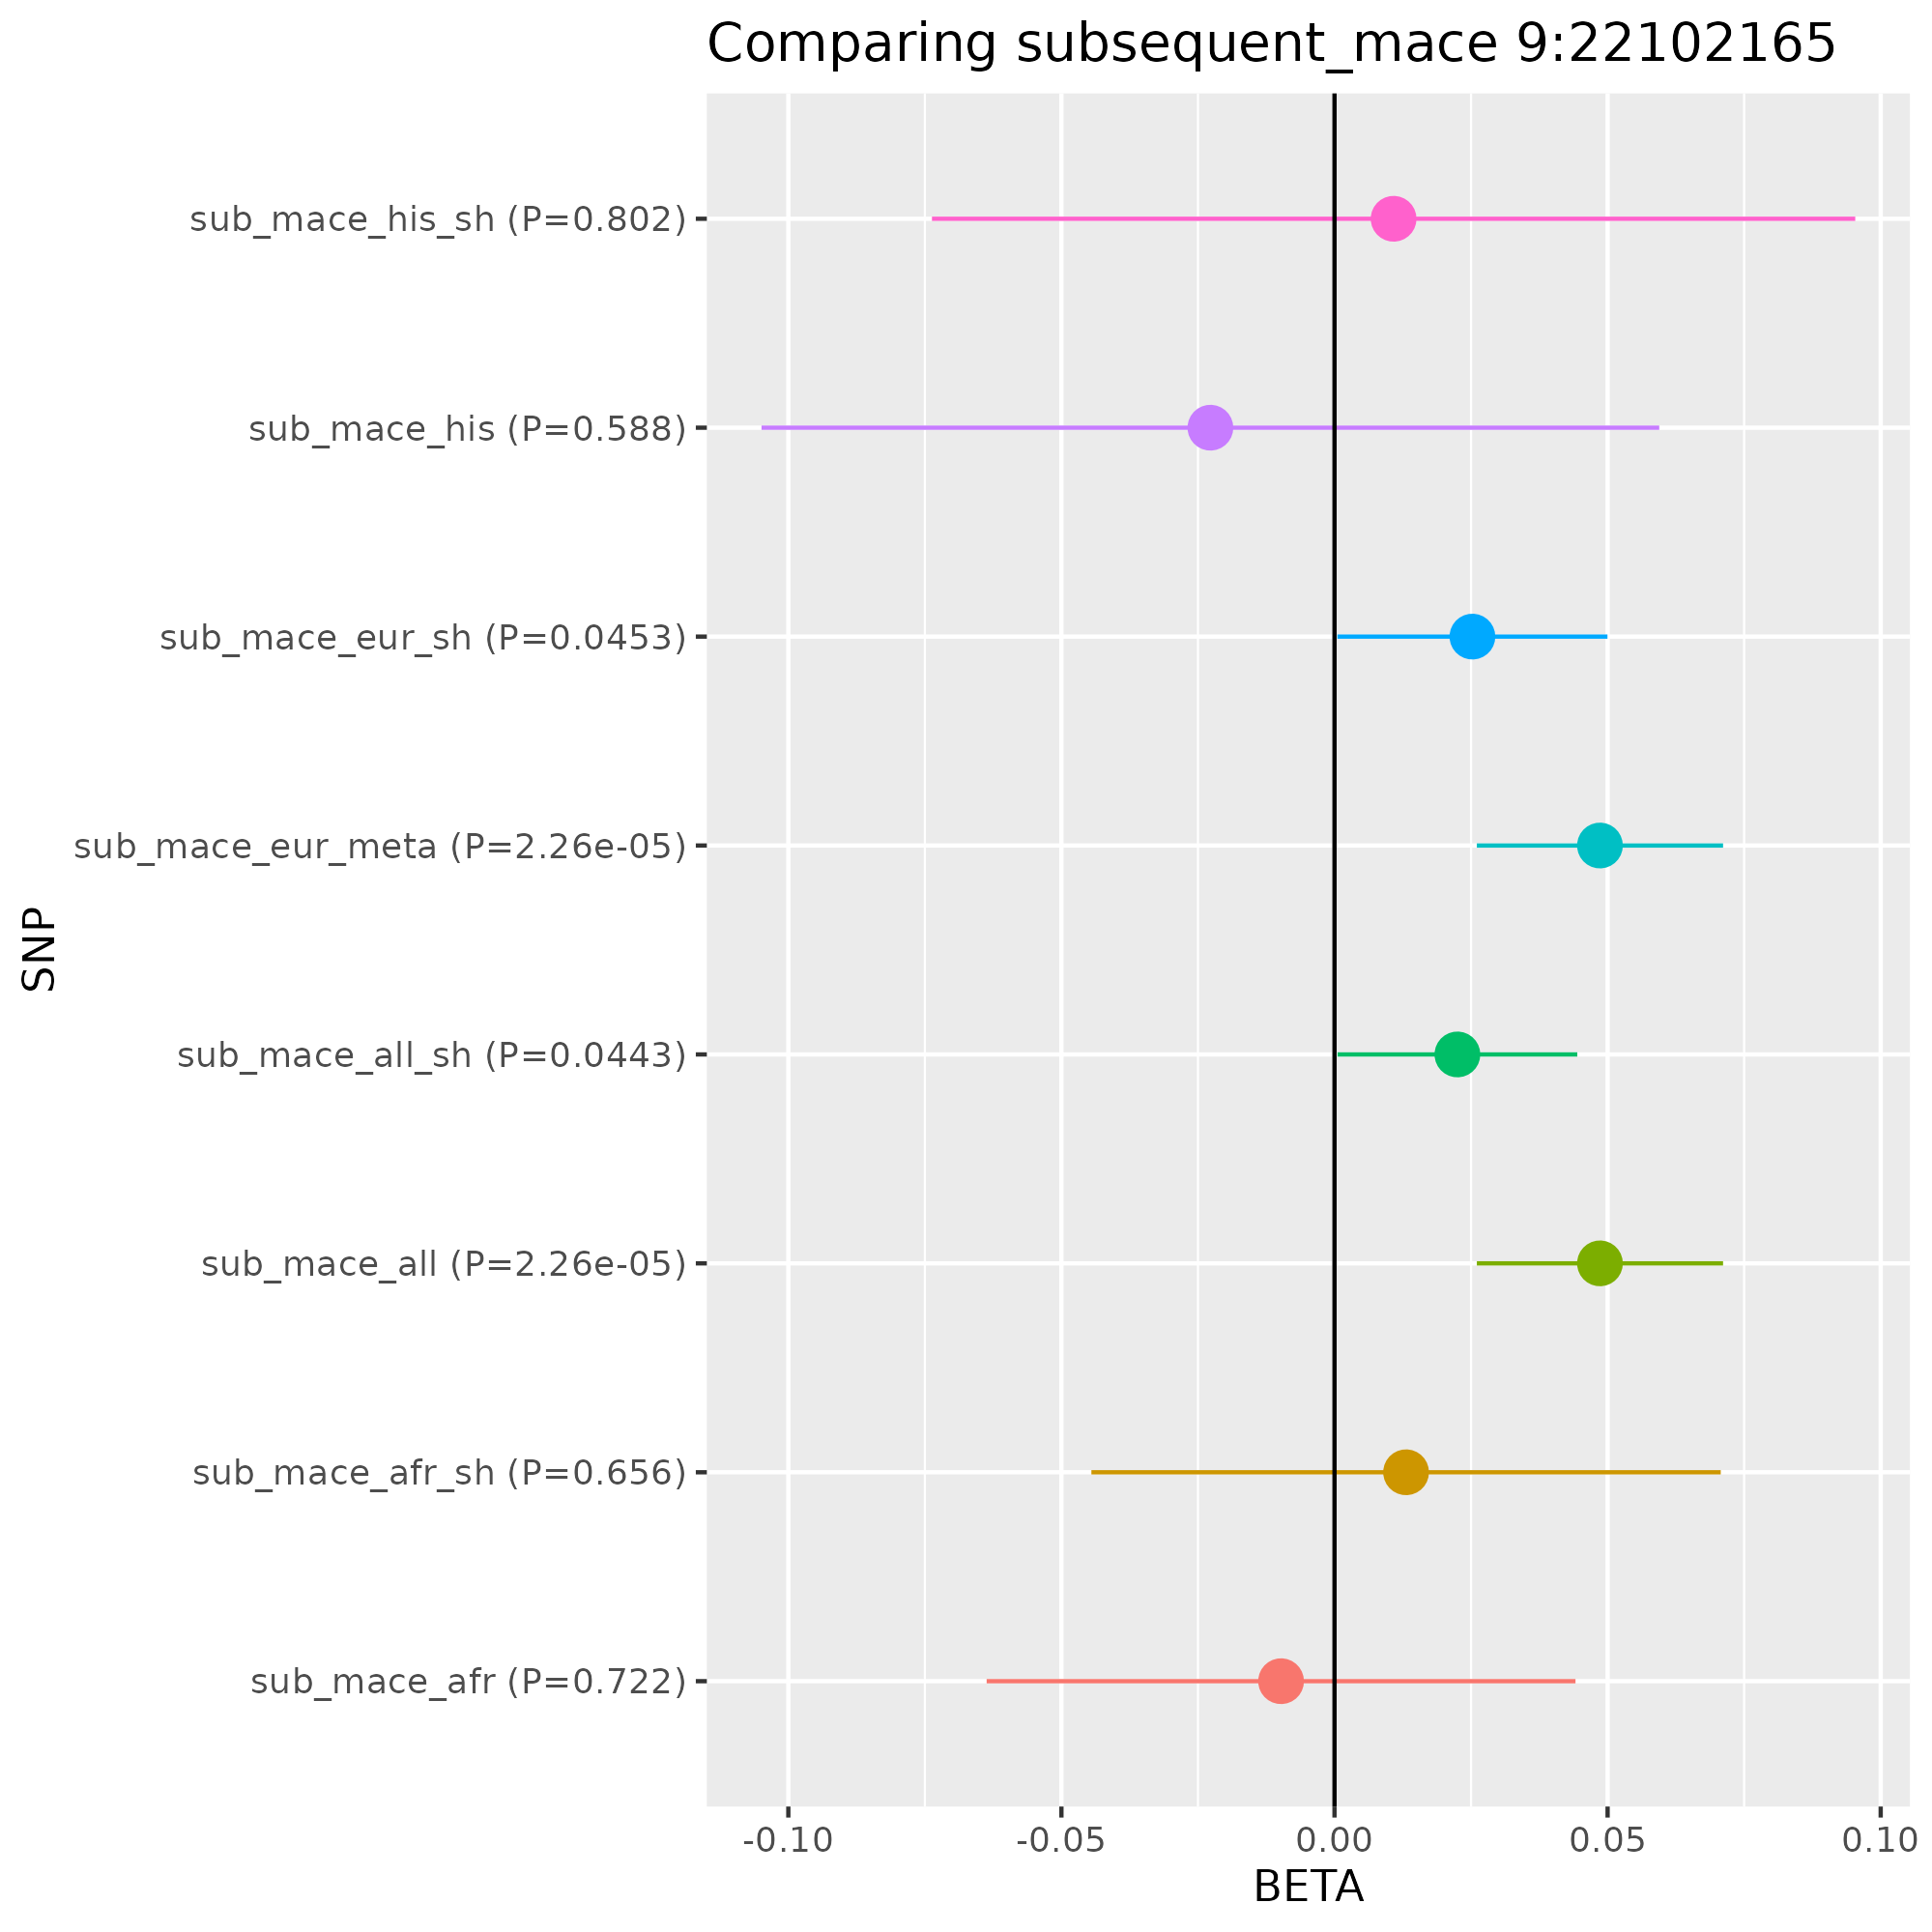 Comparing subsequent_mace 9:22102165
sub_mace_his_sh (P=0.802)
sub_mace_his (P=0.588)
sub_mace_eur_sh (P=0.0453)
sub_mace_eur_meta (P=2.26e-05)
SNP
sub_mace_all_sh (P=0.0443)
sub_mace_all (P=2.26e-05)
sub_mace_afr_sh (P=0.656)
sub_mace_afr (P=0.722)
-0.10 -0.05 0.00 0.05 0.10
BETA